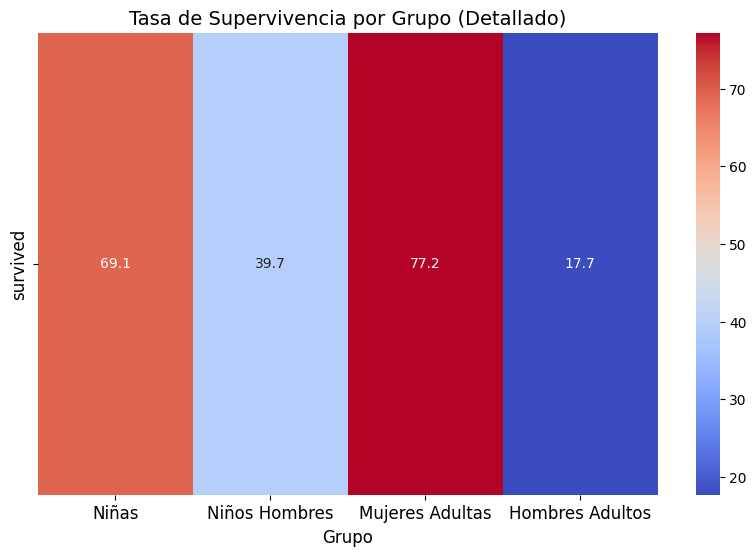 Tasa de Supervivencia por Grupo (Detallado)
survived
69.1
39.7
77.2
17.7
Niñas
Niños Hombres
Mujeres Adultas
Hombres Adultos
Grupo
70
60
50
40
30
20